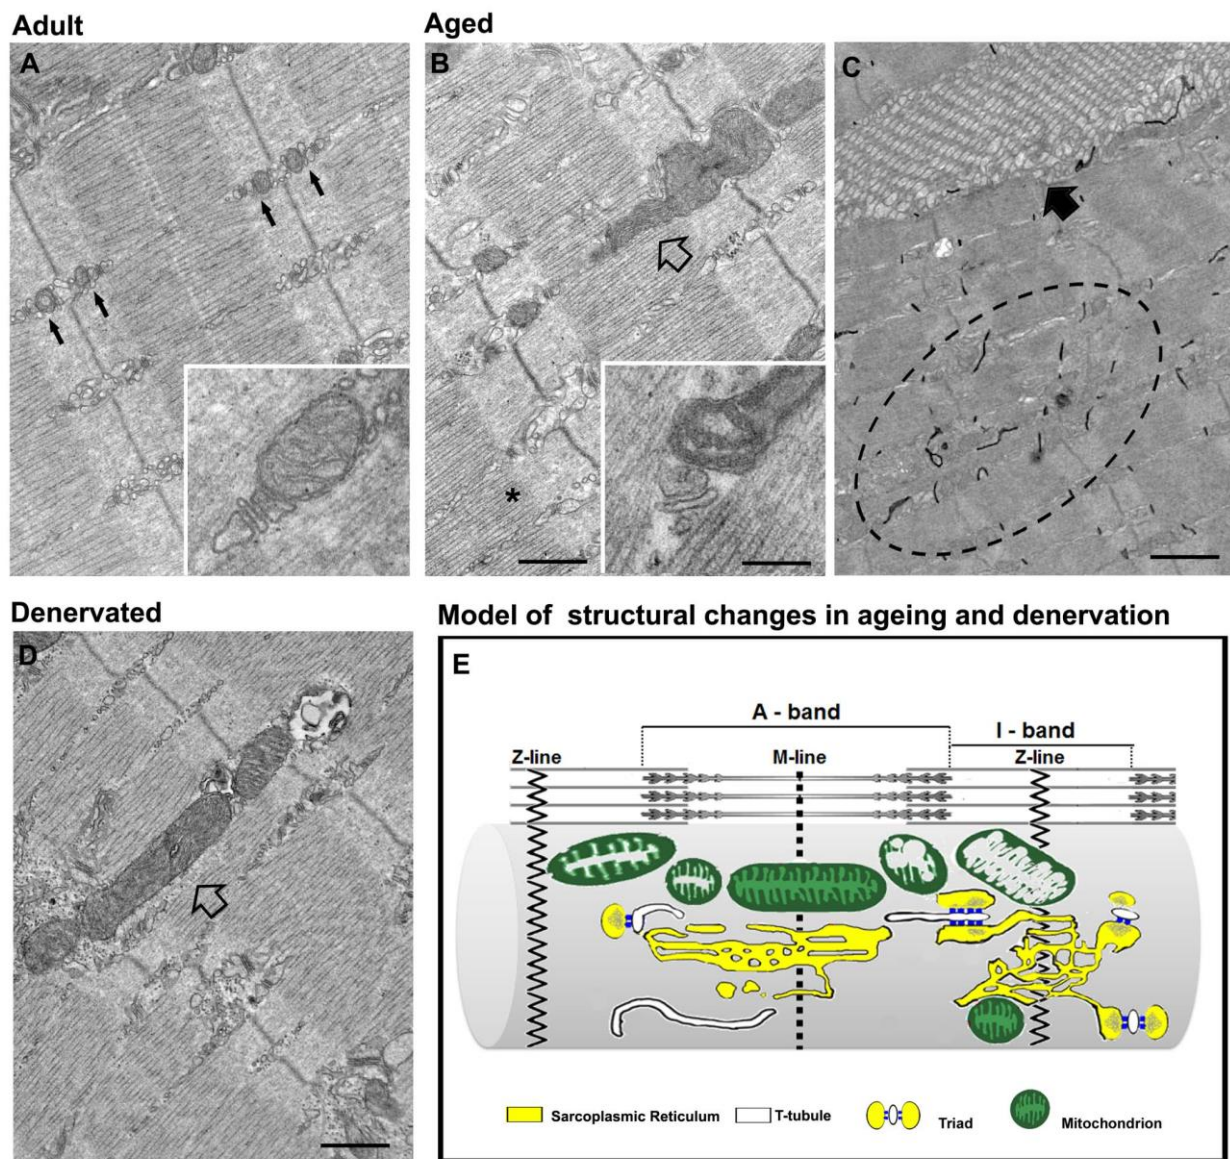 Adult
Aged
A
B
C
*
Denervated
Model of  structural changes in ageing and denervation
D
E
A - band
I - band
Z-line
M-line
Z-line
Sarcoplasmic Reticulum
T-tubule
Triad
Mitochondrion